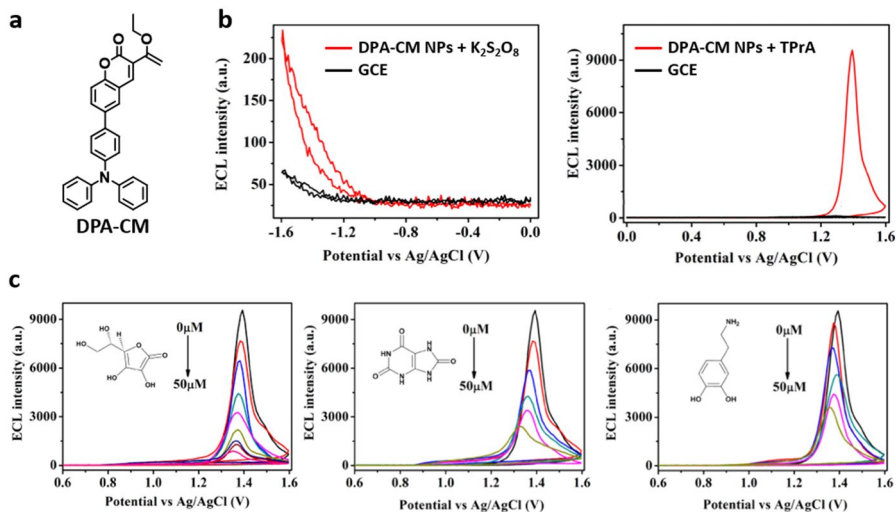 a
O
O
O
N
DPA-CM
b
ECL intensity (a.u.)
200
150
100
50
DPA-CM NPs + K₂S₂O₈
GCE
-1.6
-1.2
-0.8
-0.4
0.0
Potential vs Ag/AgCl (V)
ECL intensity (a.u.)
9000
6000
3000
0
DPA-CM NPs + TPrA
GCE
0.0
0.4
0.8
1.2
1.6
Potential vs Ag/AgCl (V)
c
ECL intensity (a.u.)
9000
6000
3000
0
HO
H
HO
O
O
HO
OH
0μM
50μM
0.6
0.8
1.0
1.2
1.4
1.6
Potential vs Ag/AgCl (V)
ECL intensity (a.u.)
9000
6000
3000
0
O
HN
H
N
O
O
N
H
N
H
0μM
50μM
0.6
0.8
1.0
1.2
1.4
1.6
Potential vs Ag/AgCl (V)
ECL intensity (a.u.)
9000
6000
3000
0
NH₂
OH
HO
0μM
50μM
0.6
0.8
1.0
1.2
1.4
1.6
Potential vs Ag/AgCl (V)